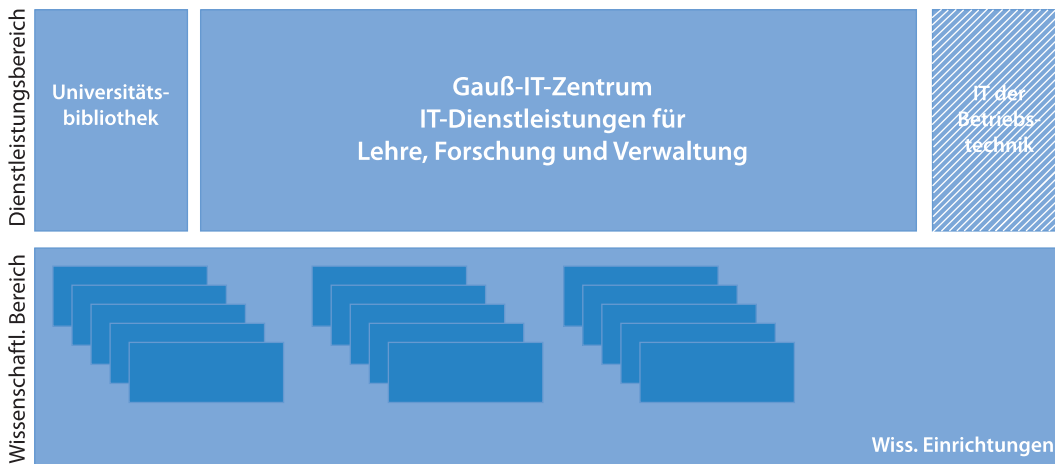 Dienstleistungsbereich
Universitäts-
bibliothek
Gauß-IT-Zentrum
IT-Dienstleistungen für
Lehre, Forschung und Verwaltung
IT der
Betriebs-
technik
Wissenschaftl. Bereich
Wiss. Einrichtungen